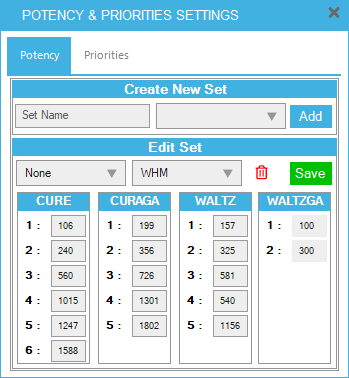 POTENCY & PRIORITIES SETTINGS
Potency Priorities
Create New Set
Set Name Add
Edit Set
None WHM Save
CURE CURAGA WALTZ WALTZGA
1 : 106 1 : 199 1 : 157 1 : 100
2 : 240 2 : 356 2 : 325 2 : 300
3 : 560 3 : 726 3 : 581
4 : 1015 4 : 1301 4 : 540
5 : 1247 5 : 1802 5 : 1156
6 : 1588